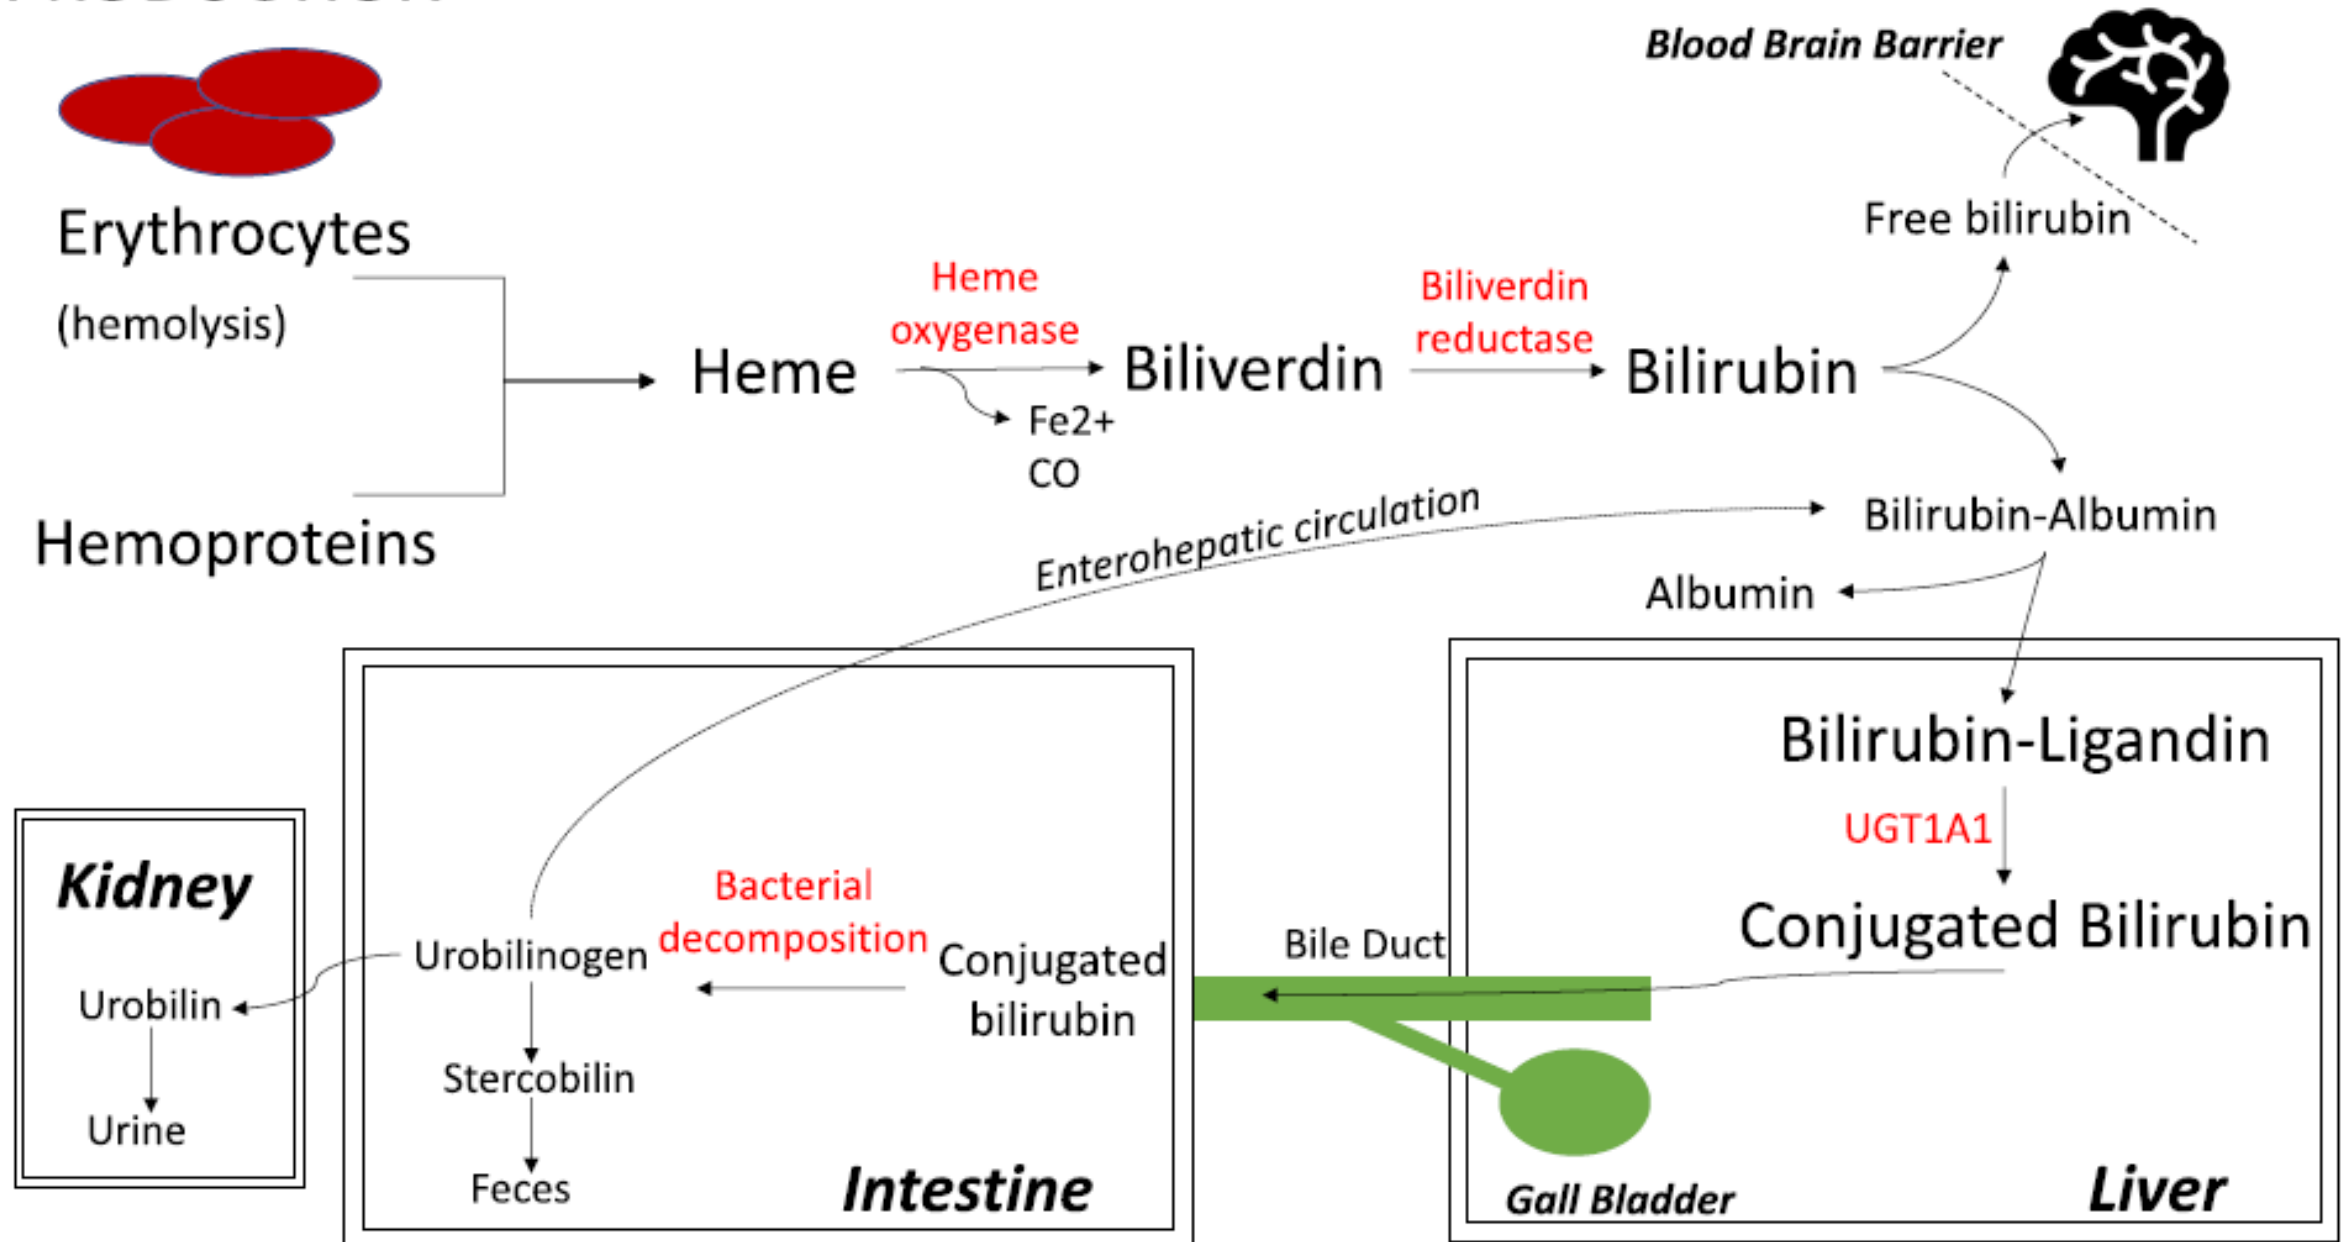 Blood Brain Barrier
Erythrocytes
(hemolysis)
Hemoproteins
Heme
Heme
oxygenase
Fe2+
CO
Biliverdin
Biliverdin
reductase
Bilirubin
Free bilirubin
Bilirubin-Albumin
Albumin
Enterohepatic circulation
Bilirubin-Ligandin
UGT1A1
Conjugated Bilirubin
Bile Duct
Gall Bladder
Liver
Conjugated
bilirubin
Bacterial
decomposition
Urobilinogen
Stercobilin
Feces
Intestine
Kidney
Urobilin
Urine